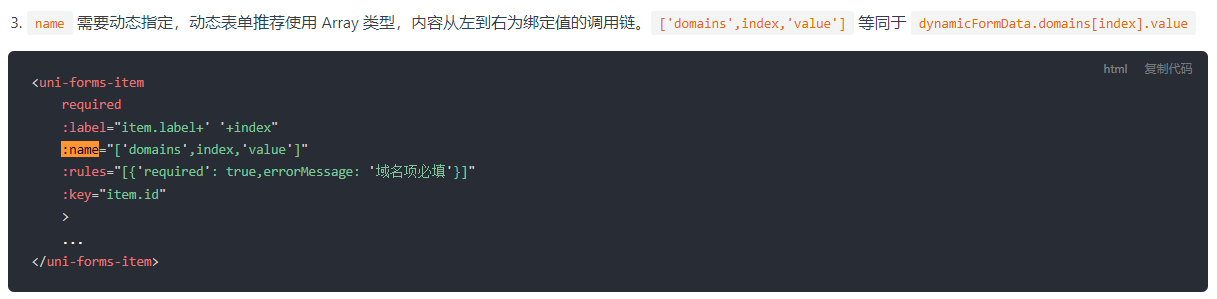 3. name 需要动态指定，动态表单推荐使用 Array 类型，内容从左到右为绑定值的调用链。['domains',index,'value'] 等同于 dynamicFormData.domains[index].value
html 复制代码
<uni-forms-item
required
:label="item.label+' '+index"
:name="['domains',index,'value']"
:rules="[{'required': true,errorMessage: '域名项必填'}]"
:key="item.id"
>
...
</uni-forms-item>